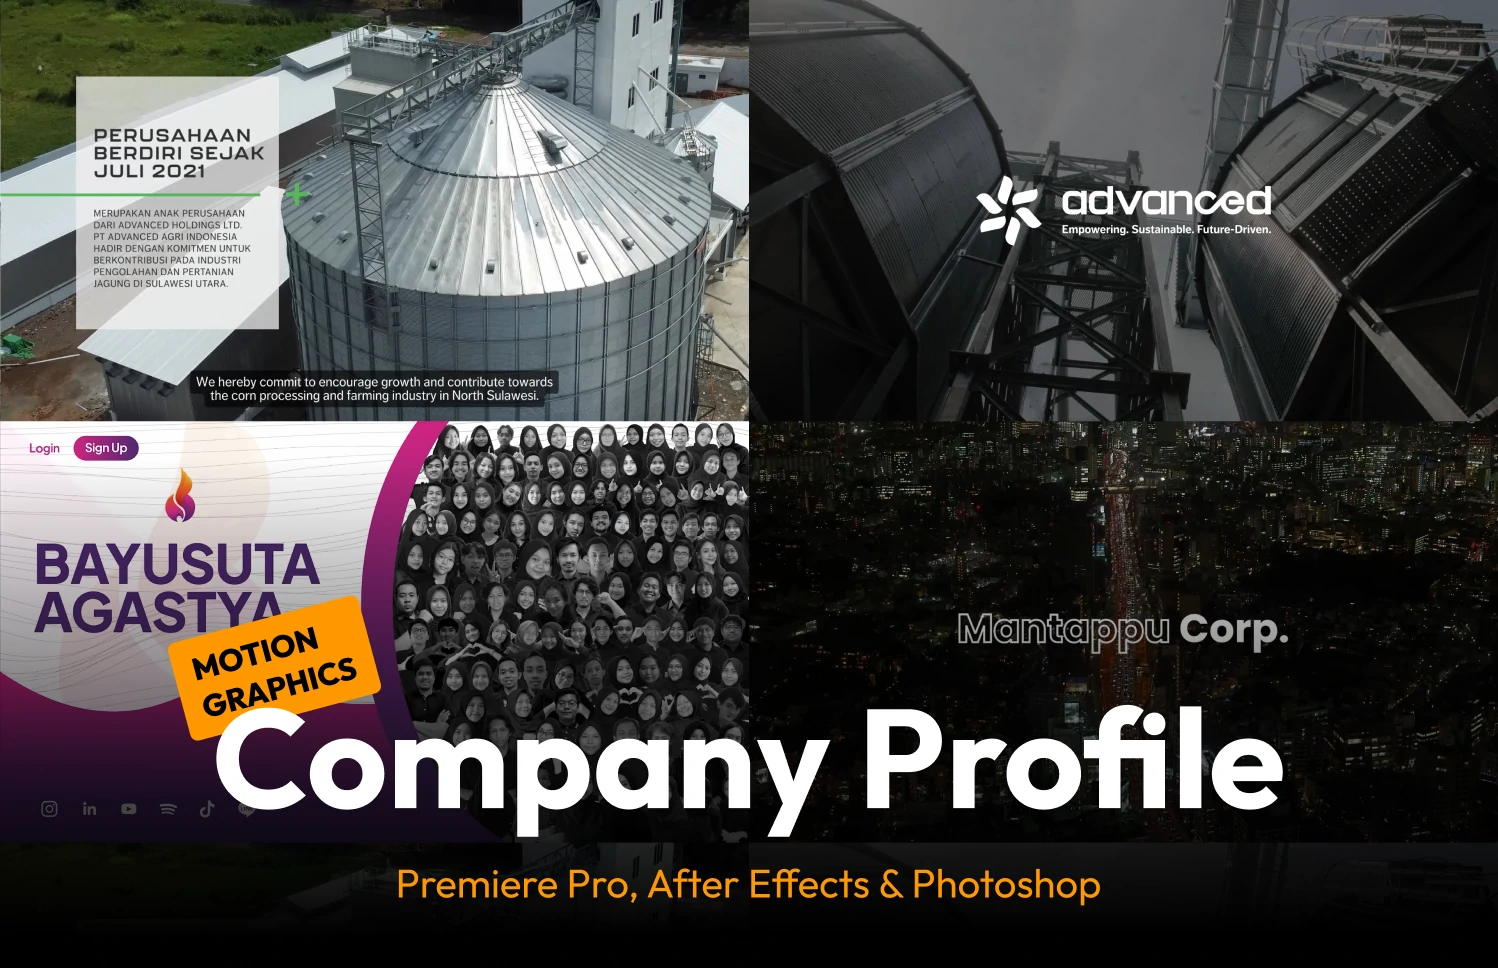 PERUSAHAAN
BERDIRI SEJAK
JULI 2021
MERUPAKAN ANAK PERUSAHAAN
DARI ADVANCED HOLDINGS LTD.
PT ADVANCED AGRI INDONESIA
HADIR DENGAN KOMITMEN UNTUK
BERKONTRIBUSI PADA INDUSTRI
PENGOLAHAN DAN PERTANIAN
JAGUNG DI SULAWESI UTARA.
We hereby commit to encourage growth and contribute towards
the corn processing and farming industry in North Sulawesi.
advanced
Empowering. Sustainable. Future-Driven.
Login Sign Up
BAYUSUTA
AGASTYA
MOTION
GRAPHICS
Mantappu Corp.
Company Profile
Premiere Pro, After Effects & Photoshop